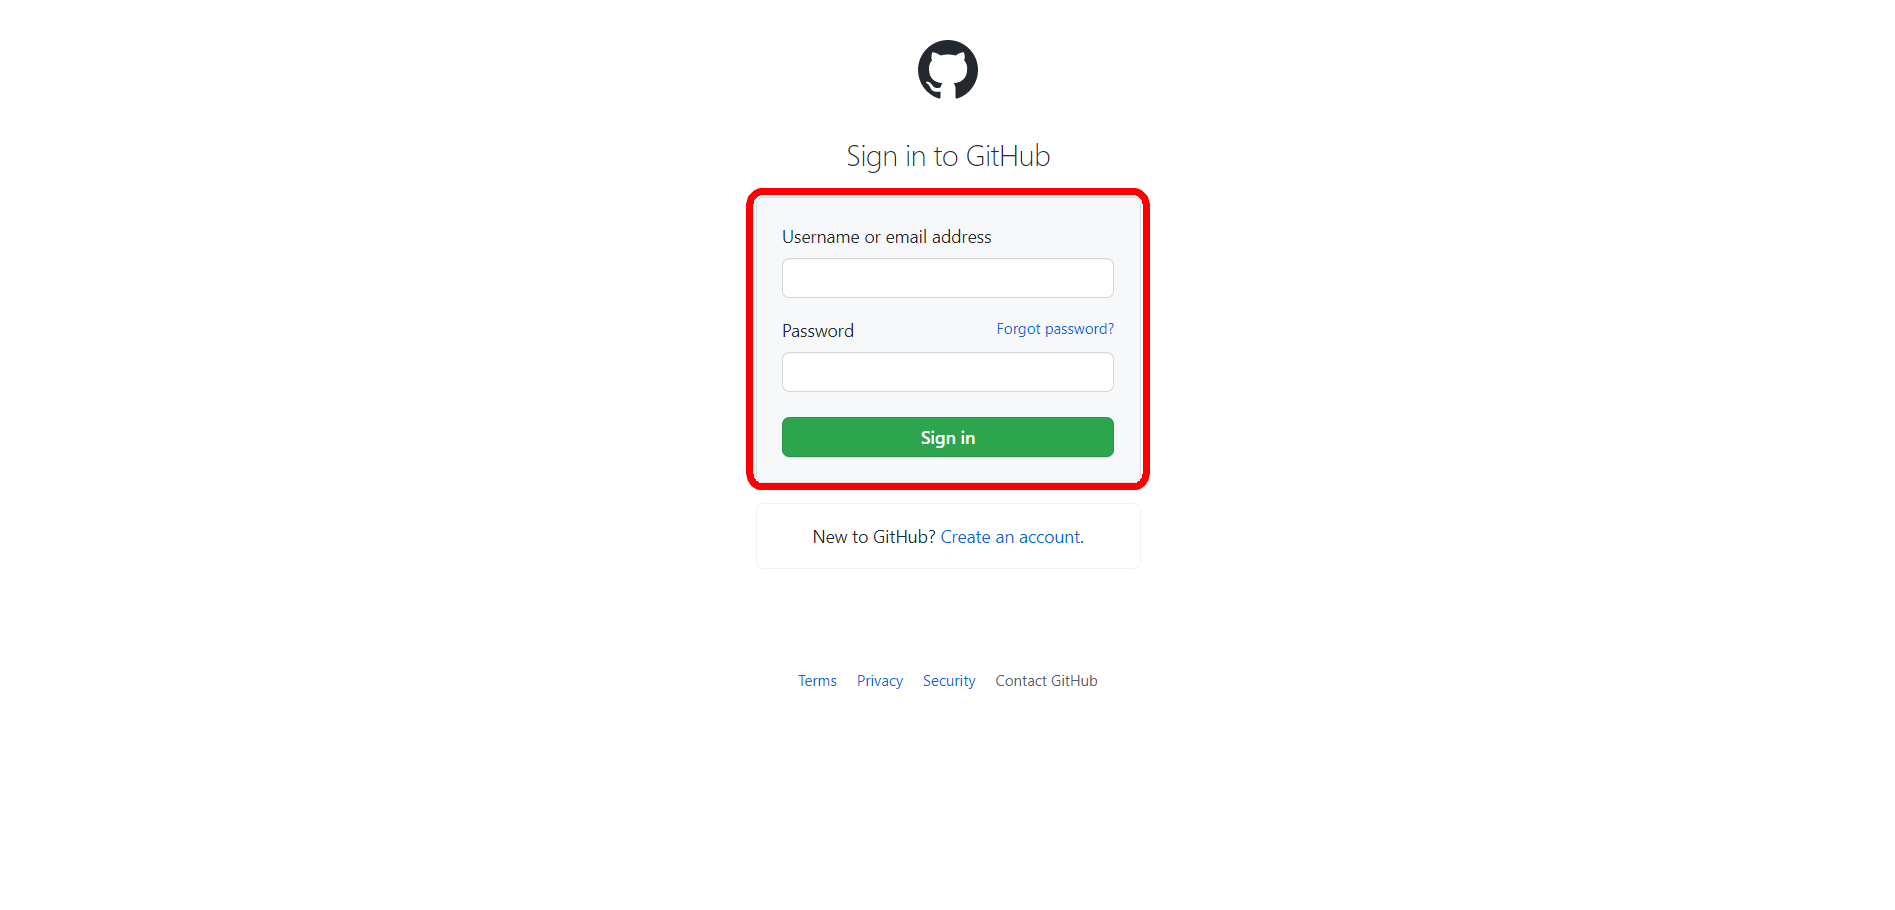 Sign in to GitHub
Username or email address
Password Forgot password?
Sign in
New to GitHub? Create an account.
Terms Privacy Security Contact GitHub